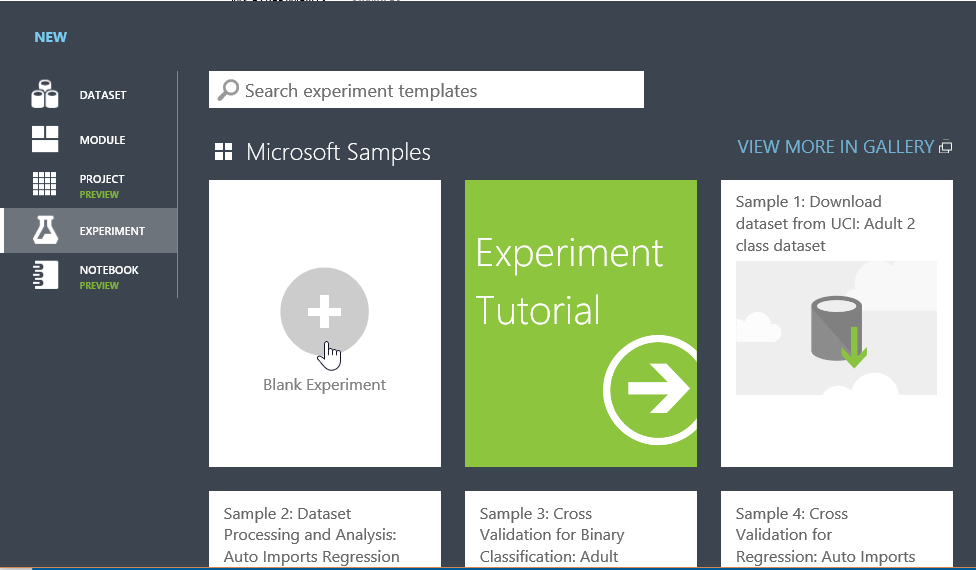 NEW
DATASET
MODULE
PROJECT
PREVIEW
EXPERIMENT
NOTEBOOK
PREVIEW
Search experiment templates
Microsoft Samples
VIEW MORE IN GALLERY
Blank Experiment
Experiment
Tutorial
Sample 1: Download
dataset from UCI: Adult 2
class dataset
Sample 2: Dataset
Processing and Analysis:
Auto Imports Regression
Sample 3: Cross
Validation for Binary
Classification: Adult
Sample 4: Cross
Validation for
Regression: Auto Imports